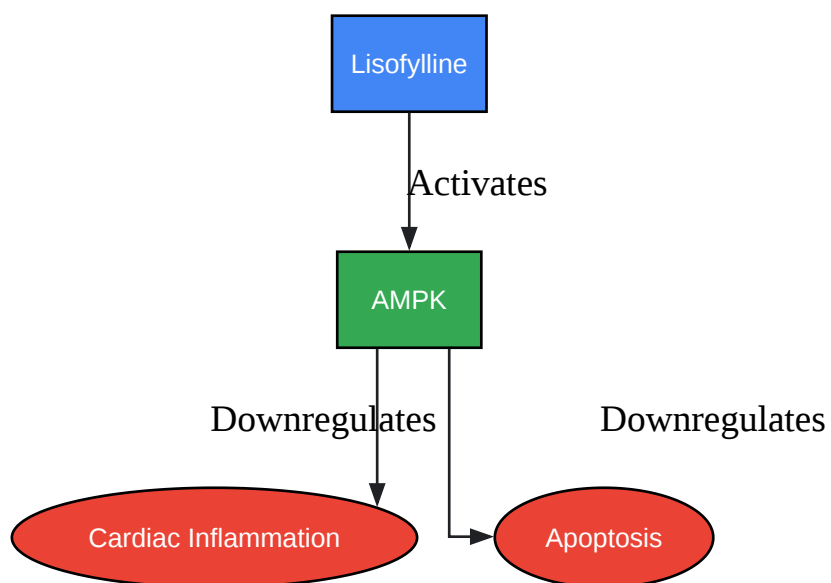 Lisofylline
Activates
AMPK
Downregulates
Downregulates
Cardiac Inflammation
Apoptosis